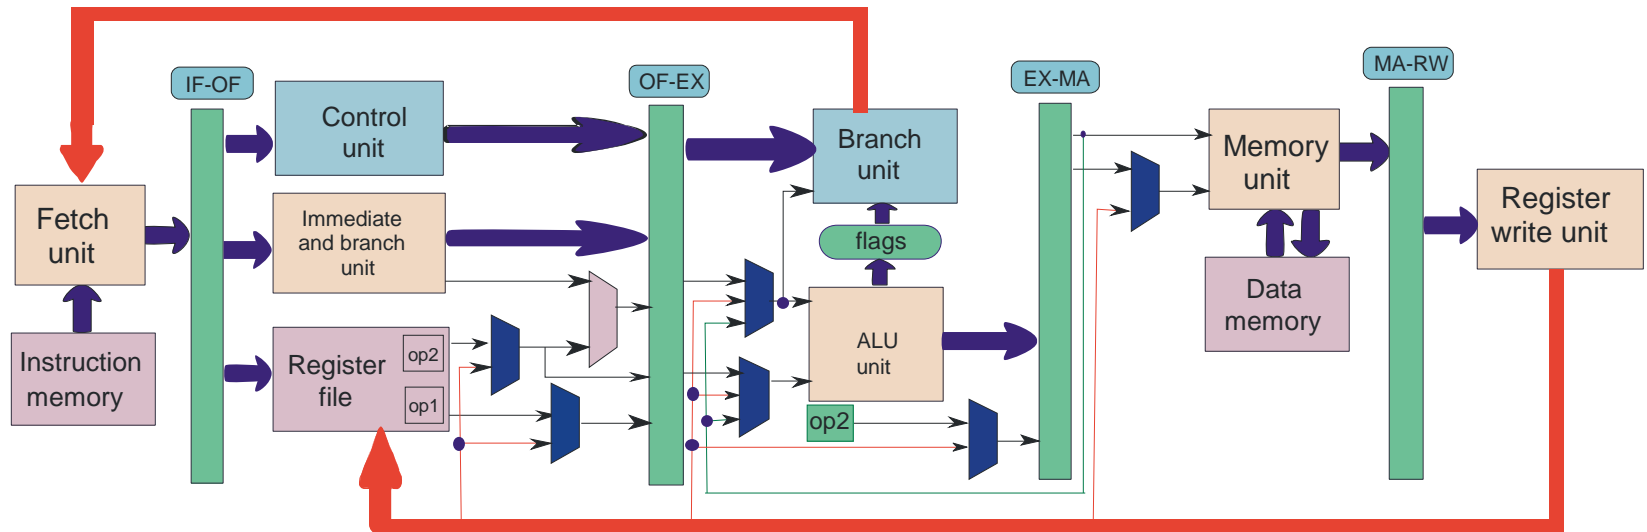 IF-OF
OF-EX
EX-MA
MA-RW
Control
unit
Branch
unit
Memory
unit
Fetch
unit
Immediate
and branch
unit
flags
Register
write unit
Instruction
memory
Register
file
op2
op1
ALU
unit
op2
Data
memory